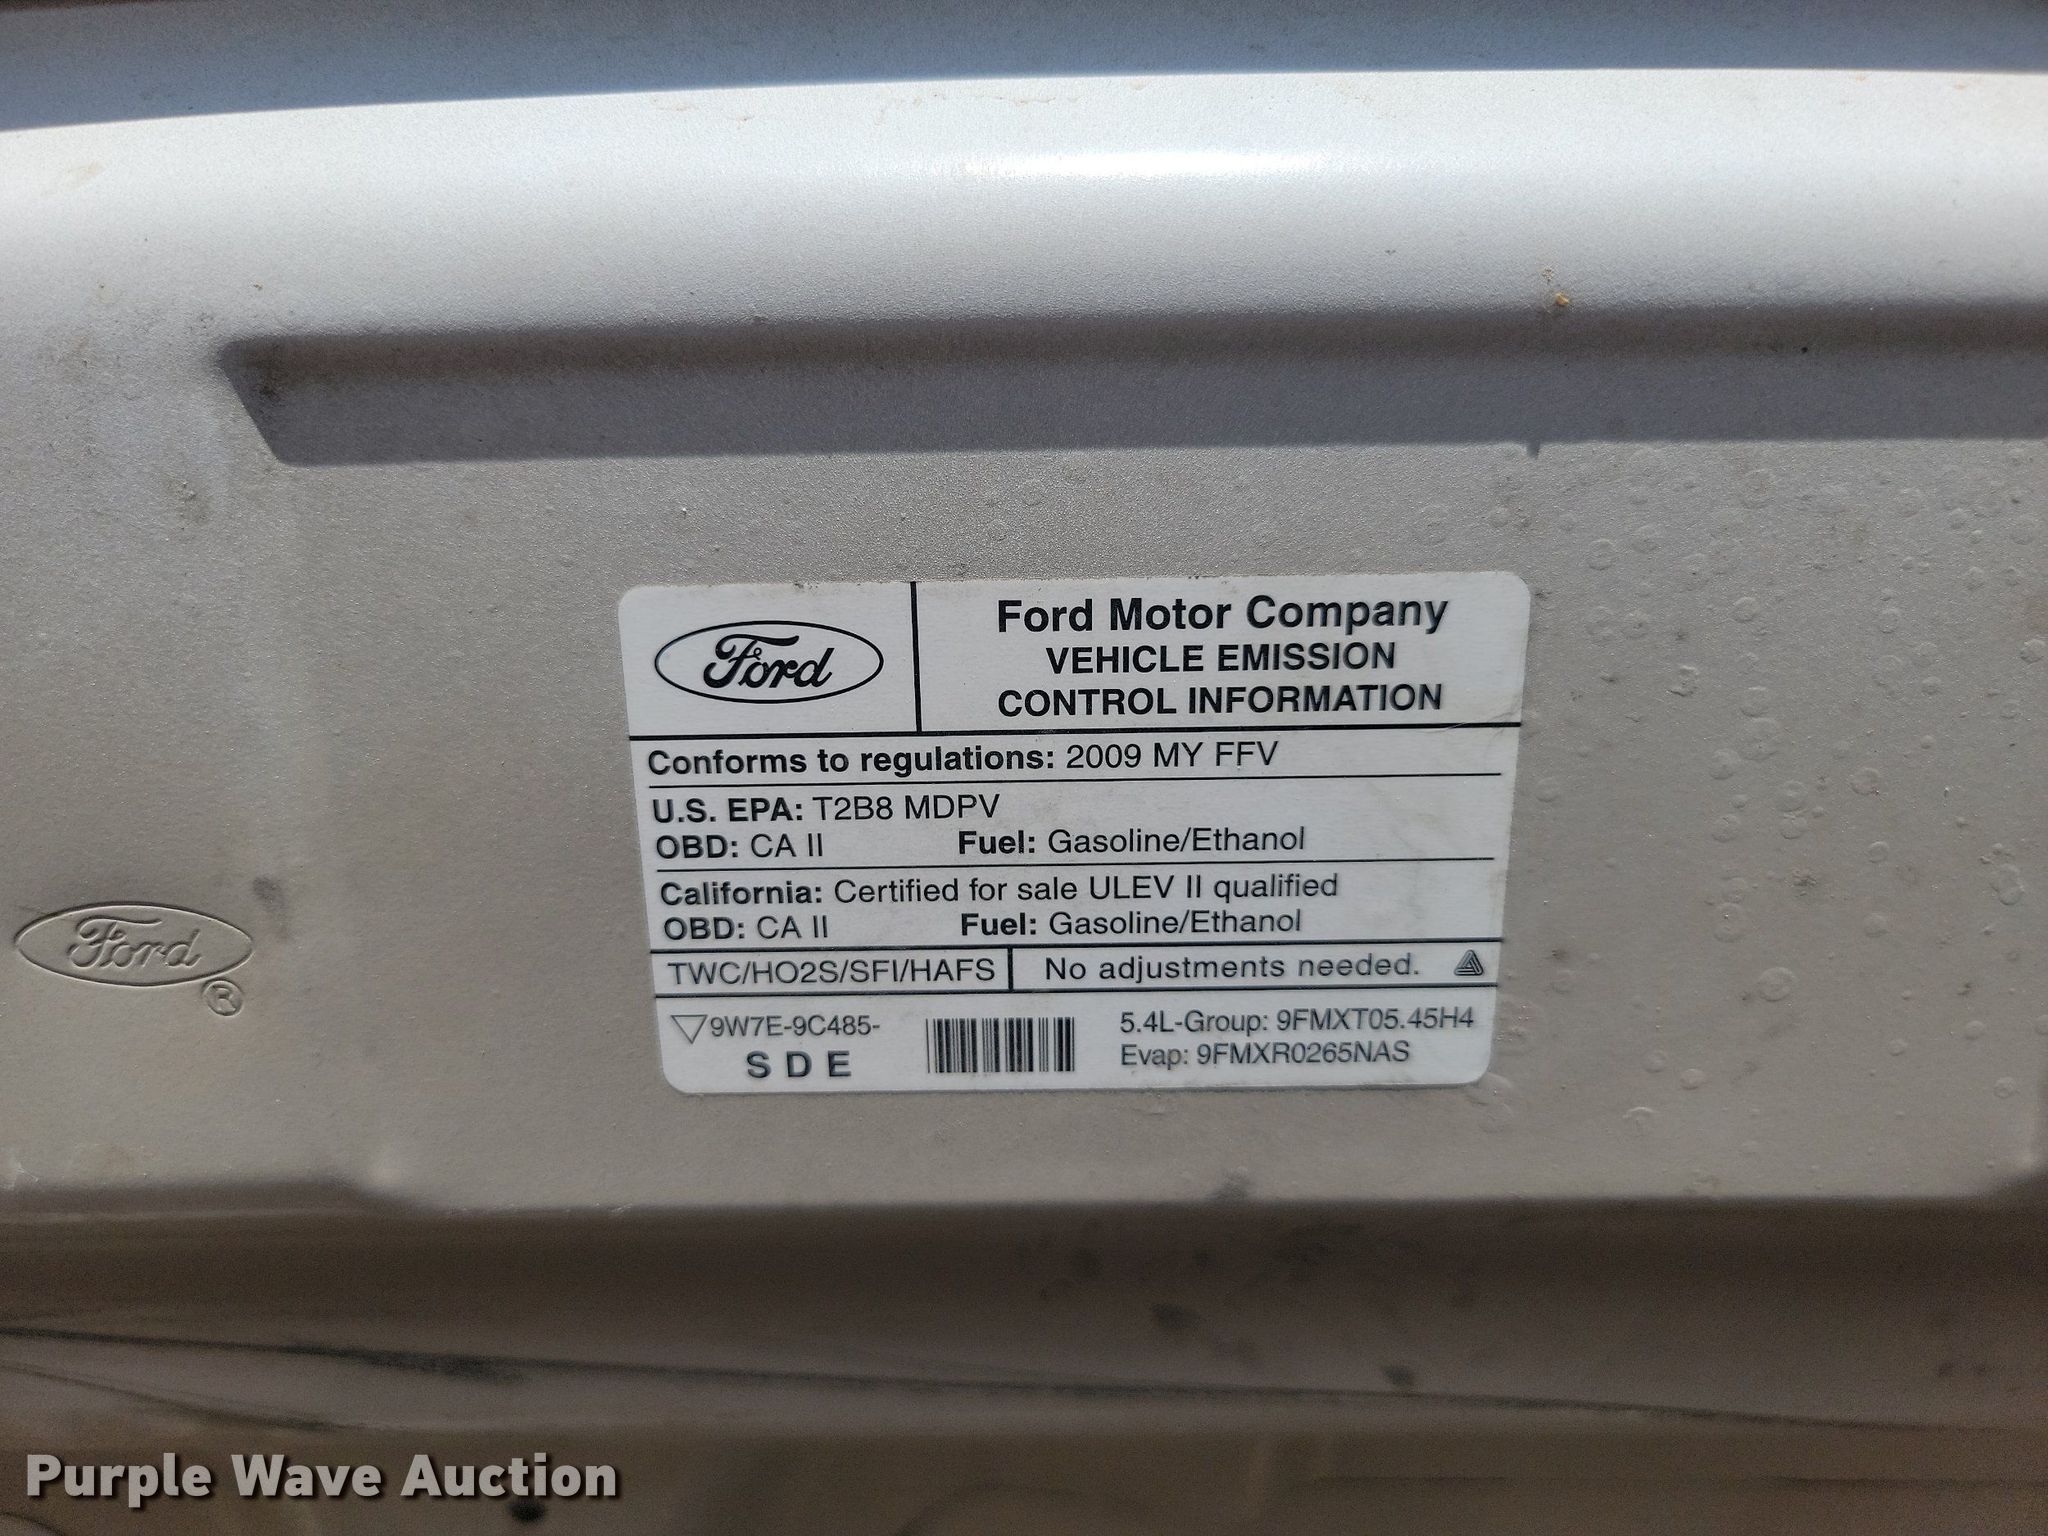 Ford
Ford Motor Company
VEHICLE EMISSION
CONTROL INFORMATION
Conforms to regulations: 2009 MY FFV
U.S. EPA: T2B8 MDPV
OBD: CA II Fuel: Gasoline/Ethanol
California: Certified for sale ULEV II qualified
OBD: CA II Fuel: Gasoline/Ethanol
TWC/HO2S/SFI/HAFS No adjustments needed.
9W7E-9C485-
S D E
5.4L-Group: 9FMXT05.45H4
Evap: 9FMXR0265NAS
Ford
®
Purple Wave Auction